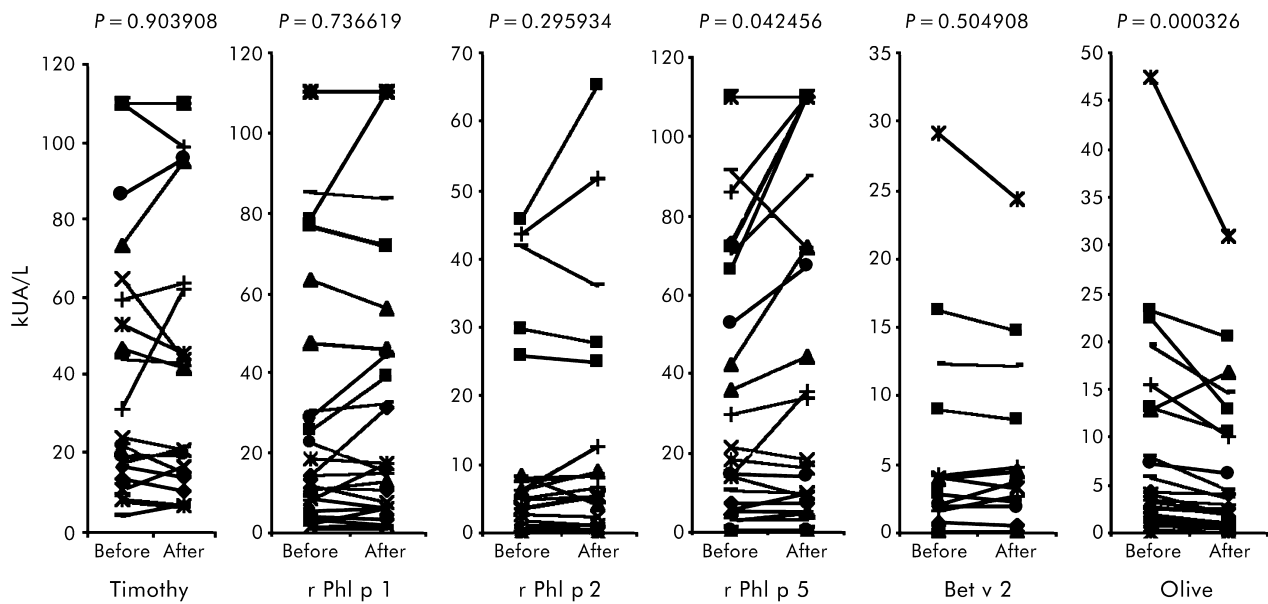 P = 0.903908 P = 0.736619 P = 0.295934 P = 0.042456 P = 0.504908 P = 0.000326
kUA/L
120 100 80 60 40 20 0
120 100 80 60 40 20 0
70 60 50 40 30 20 10 0
120 100 80 60 40 20 0
35 30 25 20 15 10 5 0
50 45 40 35 30 25 20 15 10 5 0
Before After Before After Before After Before After Before After Before After
Timothy r Phl p 1 r Phl p 2 r Phl p 5 Bet v 2 Olive